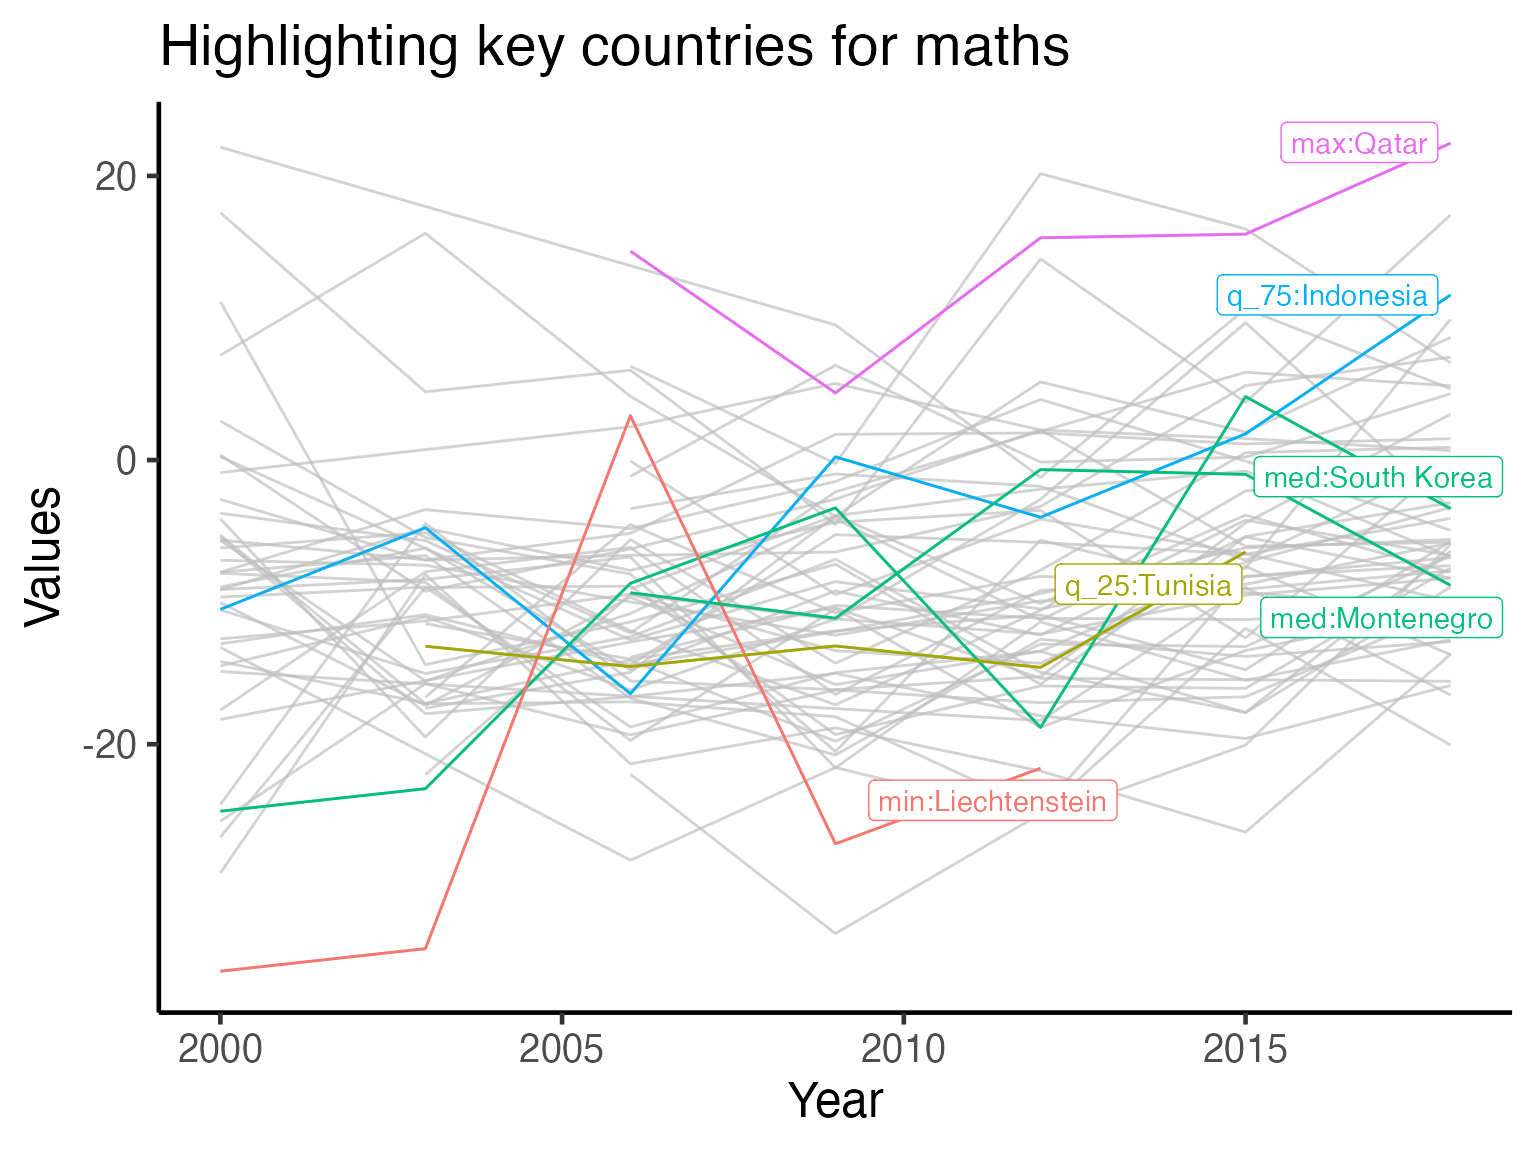 Highlighting key countries for maths
Values
20
0
-20
max:Qatar
q_75:Indonesia
med:South Korea
q_25:Tunisia
med:Montenegro
min:Liechtenstein
2000
2005
2010
2015
Year